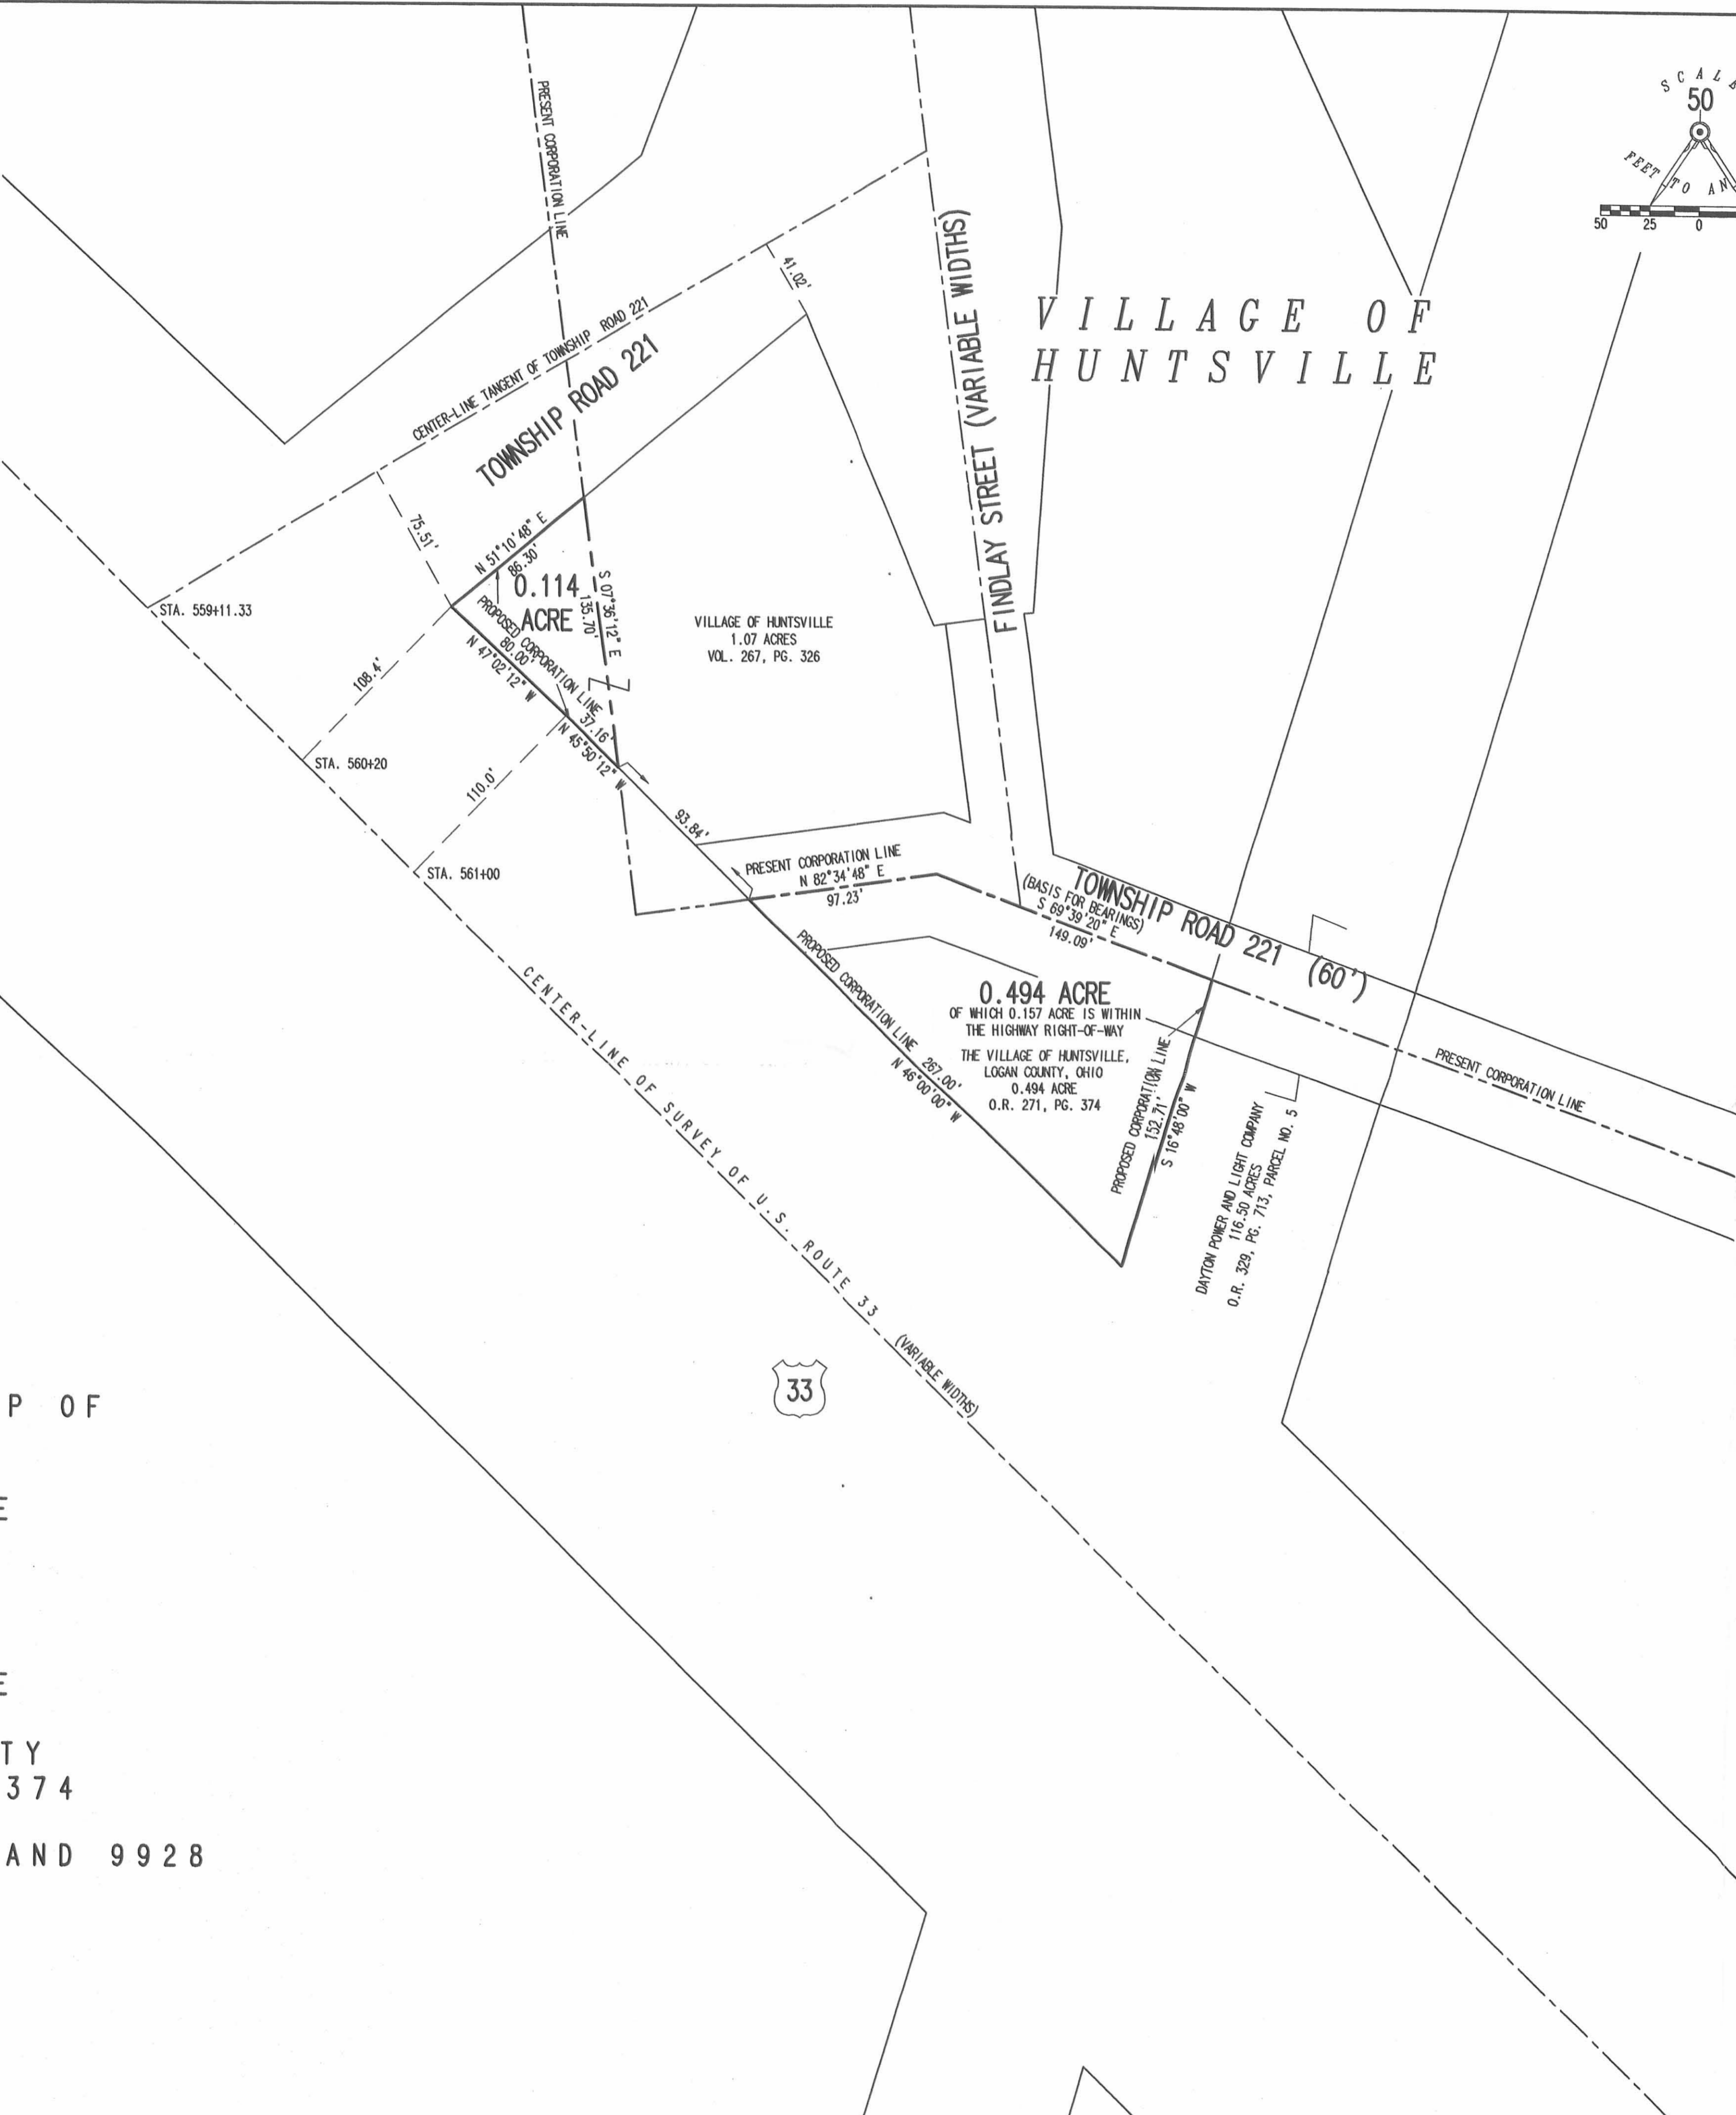 SCAL
50
FEET TO AN
50 25 0
PRESENT CORPORATION LINE
41.02'
FINDLAY STREET (VARIABLE WIDTHS)
VILLAGE OF
HUNTSVILLE
CENTER-LINE TANGENT OF TOWNSHIP ROAD 221
TOWNSHIP ROAD 221
75.51'
N 51°10'48" E
86.30'
0.114
ACRE
S 07°36'12" E
135.70'
PROPOSED CORPORATION LINE
80.00'
N 47°02'12" W
VILLAGE OF HUNTSVILLE
1.07 ACRES
VOL. 267, PG. 326
STA. 559+11.33
108.4'
37.16'
N 45°50'12" W
STA. 560+20
110.0'
93.84'
STA. 561+00
PRESENT CORPORATION LINE
N 82°34'48" E
97.23'
TOWNSHIP ROAD 221 (60')
(BASIS FOR BEARINGS)
S 69°39'20" E
149.09'
PROPOSED CORPORATION LINE 267.00'
N 46°00'00" W
0.494 ACRE
OF WHICH 0.157 ACRE IS WITHIN
THE HIGHWAY RIGHT-OF-WAY
THE VILLAGE OF HUNTSVILLE,
LOGAN COUNTY, OHIO
0.494 ACRE
O.R. 271, PG. 374
PROPOSED CORPORATION LINE
152.71'
S 16°48'00" W
PRESENT CORPORATION LINE
DAYTON POWER AND LIGHT COMPANY
116.50 ACRES
O.R. 329, PG. 713, PARCEL NO. 5
CENTER-LINE OF SURVEY OF U.S. ROUTE 33 (VARIABLE WIDTHS)
33
P OF
E
E
TY
374
AND 9928